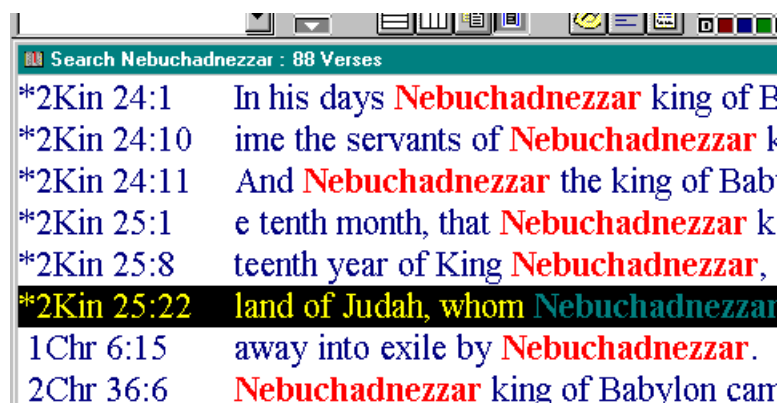 Search Nebuchadnezzar : 88 Verses
*2Kin 24:1 In his days Nebuchadnezzar king of B
*2Kin 24:10 ime the servants of Nebuchadnezzar k
*2Kin 24:11 And Nebuchadnezzar the king of Bab
*2Kin 25:1 e tenth month, that Nebuchadnezzar k
*2Kin 25:8 teenth year of King Nebuchadnezzar,
*2Kin 25:22 land of Judah, whom Nebuchadnezzar
1Chr 6:15 away into exile by Nebuchadnezzar.
2Chr 36:6 Nebuchadnezzar king of Babylon cam